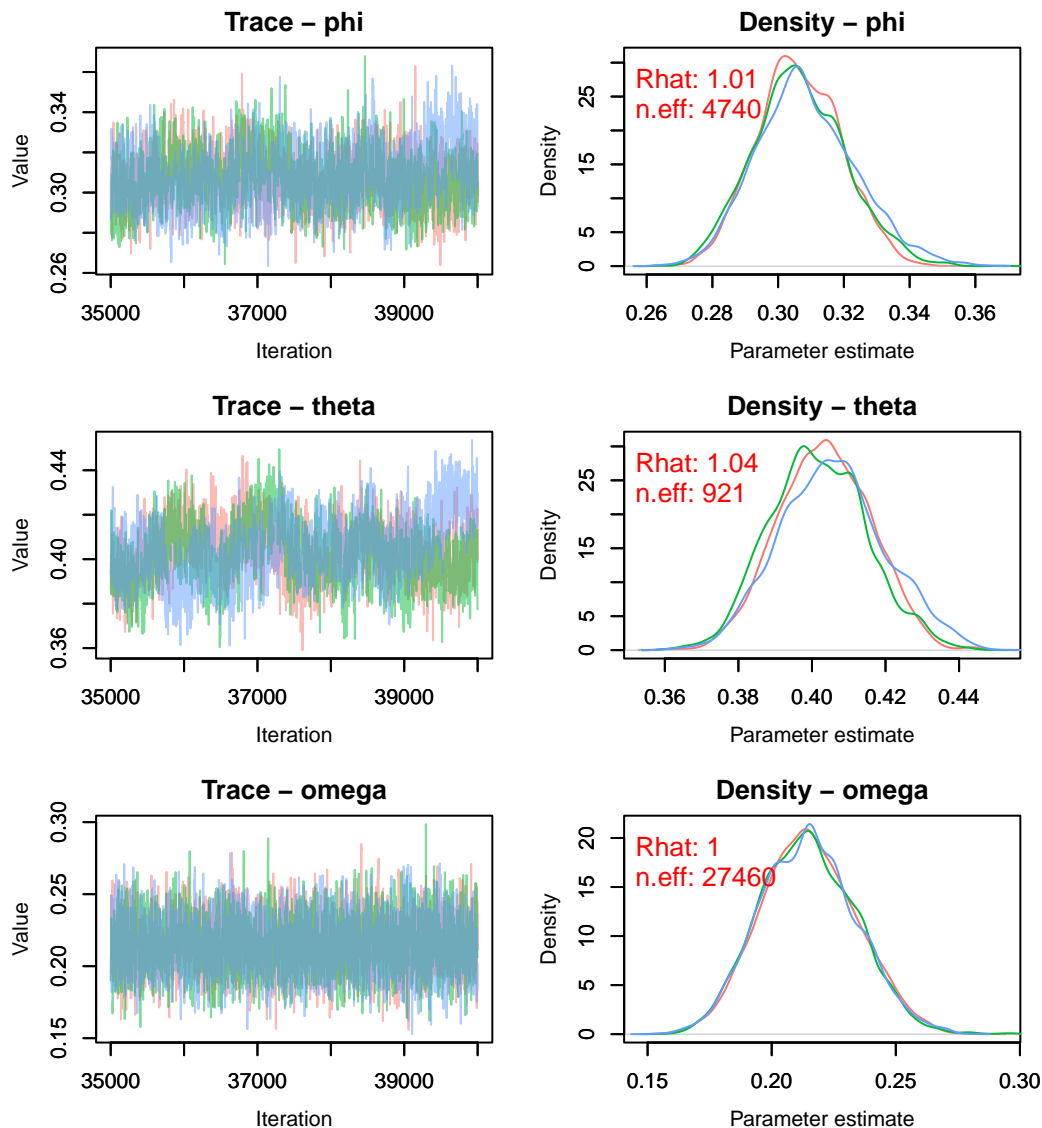 Trace – phi
Value
0.26 0.30 0.34
35000 37000 39000
Iteration
Density – phi
Density
0 5 15 25
Rhat: 1.01
n.eff: 4740
0.26 0.28 0.30 0.32 0.34 0.36
Parameter estimate
Trace – theta
Value
0.36 0.40 0.44
35000 37000 39000
Iteration
Density – theta
Density
0 5 15 25
Rhat: 1.04
n.eff: 921
0.36 0.38 0.40 0.42 0.44
Parameter estimate
Trace – omega
Value
0.15 0.20 0.25 0.30
35000 37000 39000
Iteration
Density – omega
Density
0 5 10 15 20
Rhat: 1
n.eff: 27460
0.15 0.20 0.25 0.30
Parameter estimate